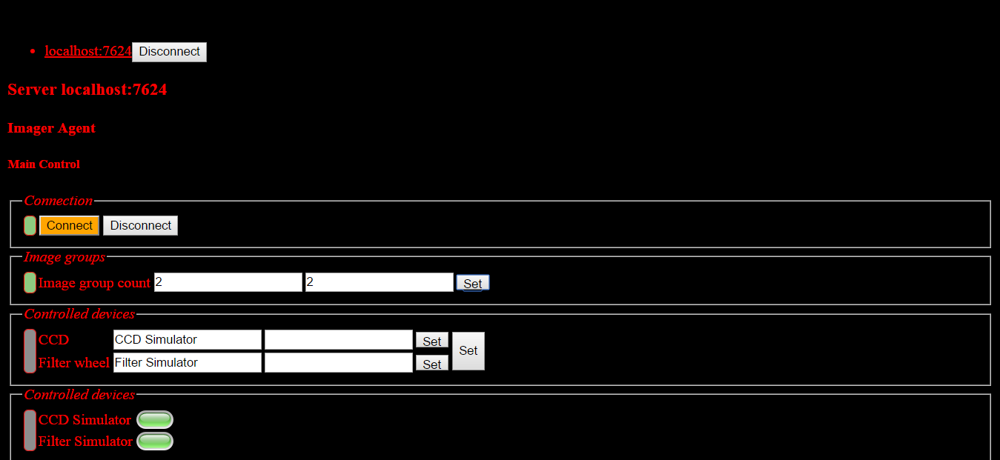 localhost:7624 Disconnect
Server localhost:7624
Imager Agent
Main Control
Connection
Connect Disconnect
Image groups
Image group count 2 2 Set
Controlled devices
CCD CCD Simulator Set Set
Filter wheel Filter Simulator Set
Controlled devices
CCD Simulator
Filter Simulator